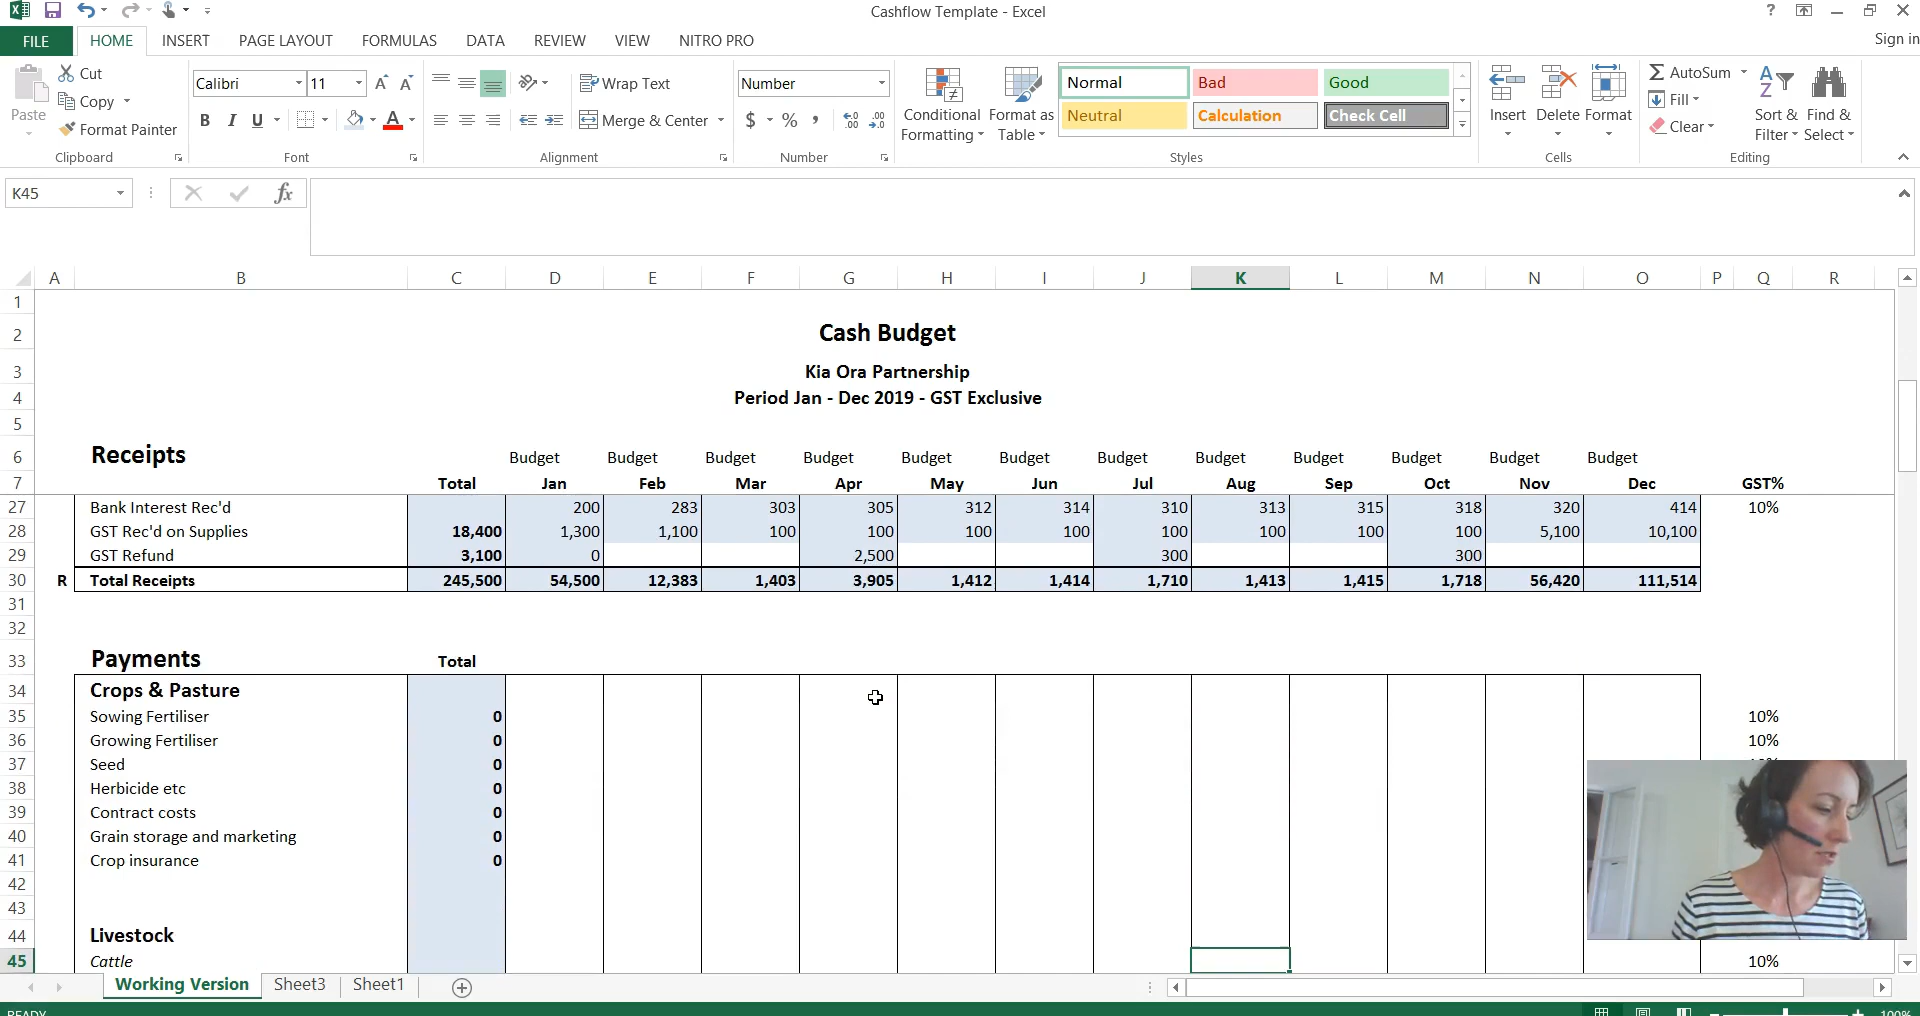 Cashflow Template - Excel
?
FILE HOME INSERT PAGE LAYOUT FORMULAS DATA REVIEW VIEW NITRO PRO Sign in
Paste
Cut
Copy
Format Painter
Clipboard
Calibri 11 A A
B I U A
Font
Wrap Text
Merge & Center
Alignment
Number
$ % ,
Number
Conditional Formatting
Format as Table
Normal Bad Good
Neutral Calculation Check Cell
Styles
Insert Delete Format
Cells
AutoSum
Fill
Clear
Sort & Filter
Find & Select
Editing
K45 fx
A B C D E F G H I J K L M N O P Q R
1
2 Cash Budget
3 Kia Ora Partnership
4 Period Jan - Dec 2019 - GST Exclusive
5
6 Receipts Budget Budget Budget Budget Budget Budget Budget Budget Budget Budget Budget Budget
7 Total Jan Feb Mar Apr May Jun Jul Aug Sep Oct Nov Dec GST%
27 Bank Interest Rec'd 200 283 303 305 312 314 310 313 315 318 320 414 10%
28 GST Rec'd on Supplies 18,400 1,300 1,100 100 100 100 100 100 100 100 100 5,100 10,100
29 GST Refund 3,100 0 2,500 300 300
30 R Total Receipts 245,500 54,500 12,383 1,403 3,905 1,412 1,414 1,710 1,413 1,415 1,718 56,420 111,514
31
32
33 Payments Total
34 Crops & Pasture
35 Sowing Fertiliser 0 10%
36 Growing Fertiliser 0 10%
37 Seed 0
38 Herbicide etc 0
39 Contract costs 0
40 Grain storage and marketing 0
41 Crop insurance 0
42
43
44 Livestock
45 Cattle 10%
Working Version Sheet3 Sheet1
READY 100%